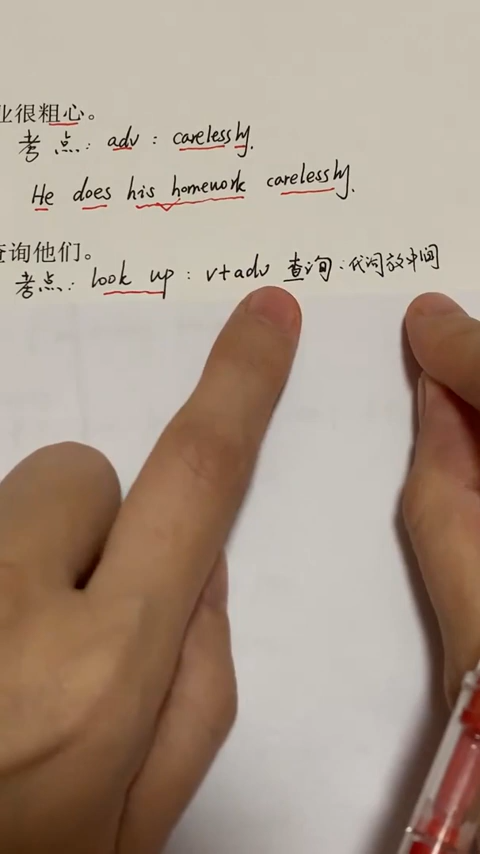 业很粗心。
考点：adv：carelessly.
He does his homework carelessly.
查询他们。
考点：look up：v+adv 查询：代词放中间